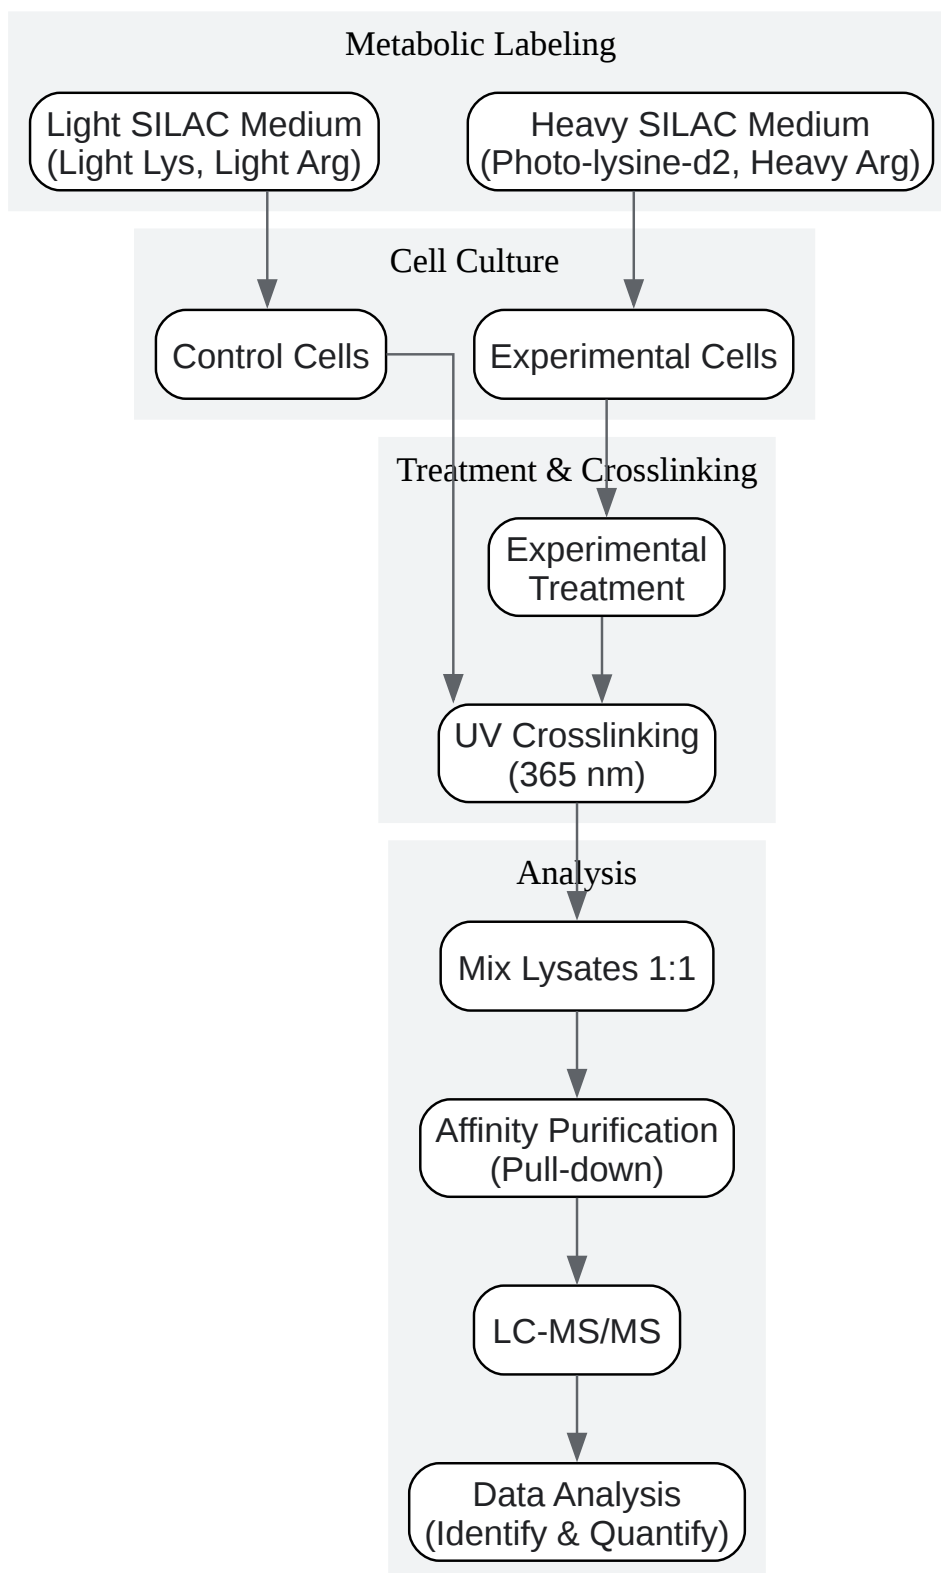 Metabolic Labeling
Light SILAC Medium
(Light Lys, Light Arg)
Heavy SILAC Medium
(Photo-lysine-d2, Heavy Arg)
Cell Culture
Control Cells
Experimental Cells
Treatment & Crosslinking
Experimental
Treatment
UV Crosslinking
(365 nm)
Analysis
Mix Lysates 1:1
Affinity Purification
(Pull-down)
LC-MS/MS
Data Analysis
(Identify & Quantify)